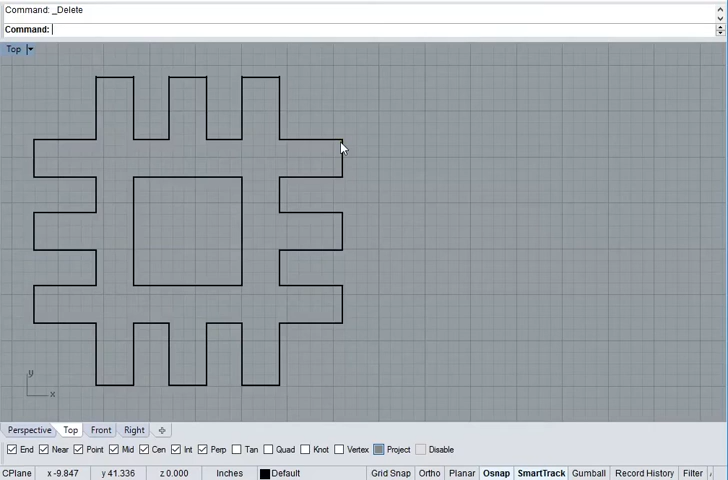 Command: _Delete
Command:
Top
y
x
Perspective Top Front Right
End Near Point Mid Cen Int Perp Tan Quad Knot Vertex Project Disable
CPlane x -9.847 y 41.336 z 0.000 Inches Default Grid Snap Ortho Planar Osnap SmartTrack Gumball Record History Filter